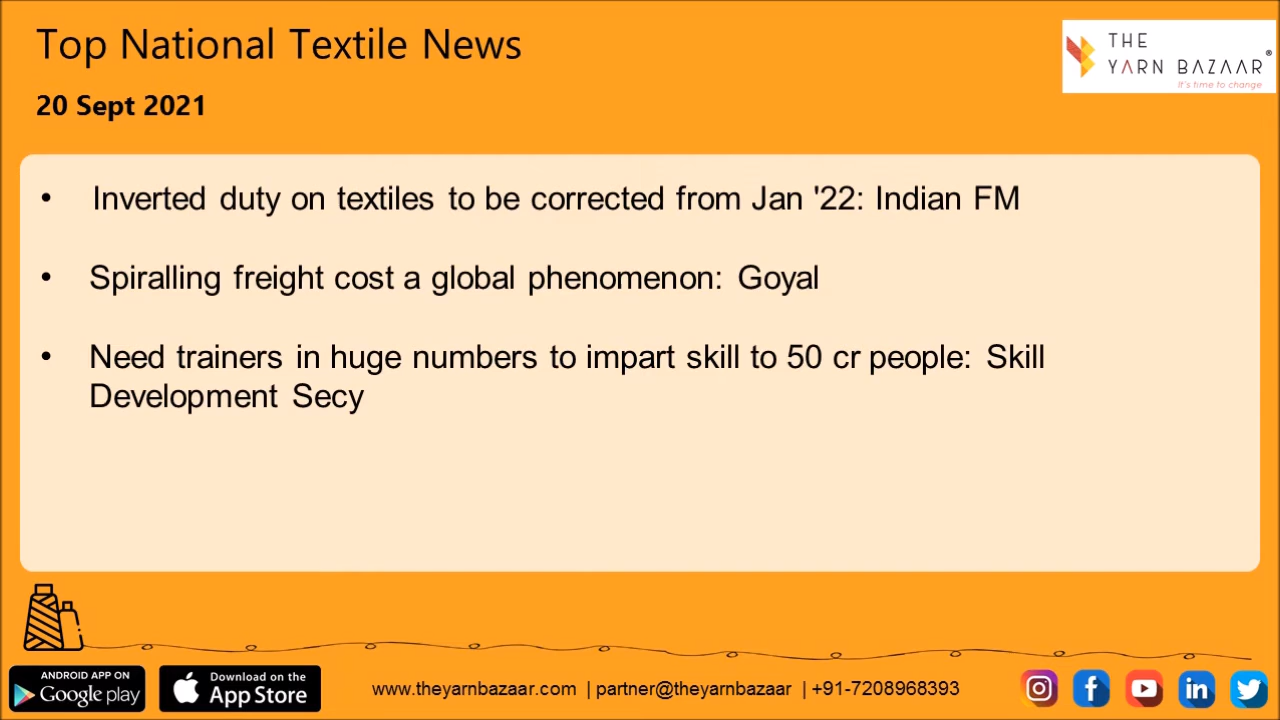 Top National Textile News
20 Sept 2021
THE
YARN BAZAAR®
It's time to change
• Inverted duty on textiles to be corrected from Jan '22: Indian FM
• Spiralling freight cost a global phenomenon: Goyal
• Need trainers in huge numbers to impart skill to 50 cr people: Skill
Development Secy
ANDROID APP ON
Google play
Download on the
App Store
www.theyarnbazaar.com | partner@theyarnbazaar | +91-7208968393